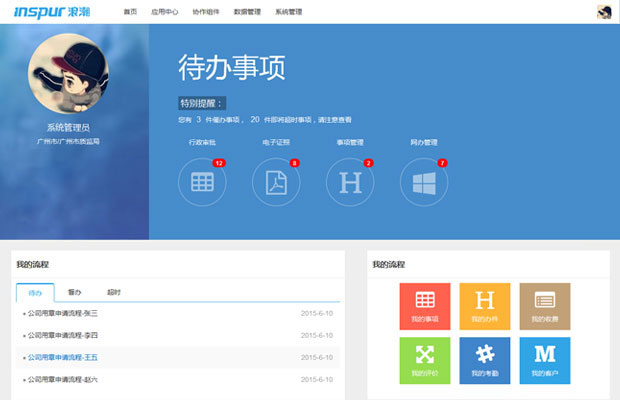 inspur 浪潮 首页 应用中心 协作组件 数据管理 系统管理
系统管理员
广州市/广州市质监局
待办事项
特别提醒：
您有 3 件催办事项， 20 件即将超时事项，请注意查看
行政审批 电子证照 事项管理 网办管理
12 8 2 7
我的流程
待办 督办 超时
公司用章申请流程-张三 2015-6-10
公司用章申请流程-李四 2015-6-10
公司用章申请流程-王五 2015-6-10
公司用章申请流程-赵六 2015-6-10
我的流程
我的事项 我的办件 我的收费
我的评价 我的考勤 我的客户